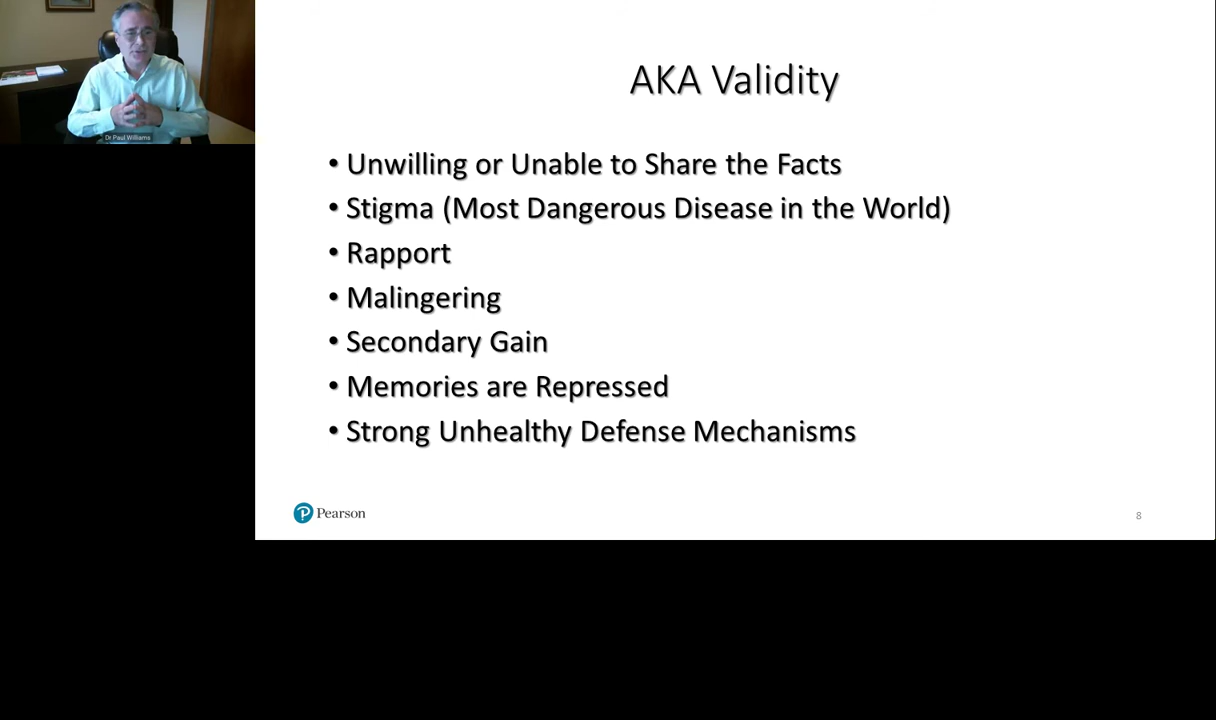 Dr.Paul Williams
AKA Validity
• Unwilling or Unable to Share the Facts
• Stigma (Most Dangerous Disease in the World)
• Rapport
• Malingering
• Secondary Gain
• Memories are Repressed
• Strong Unhealthy Defense Mechanisms
P Pearson
8